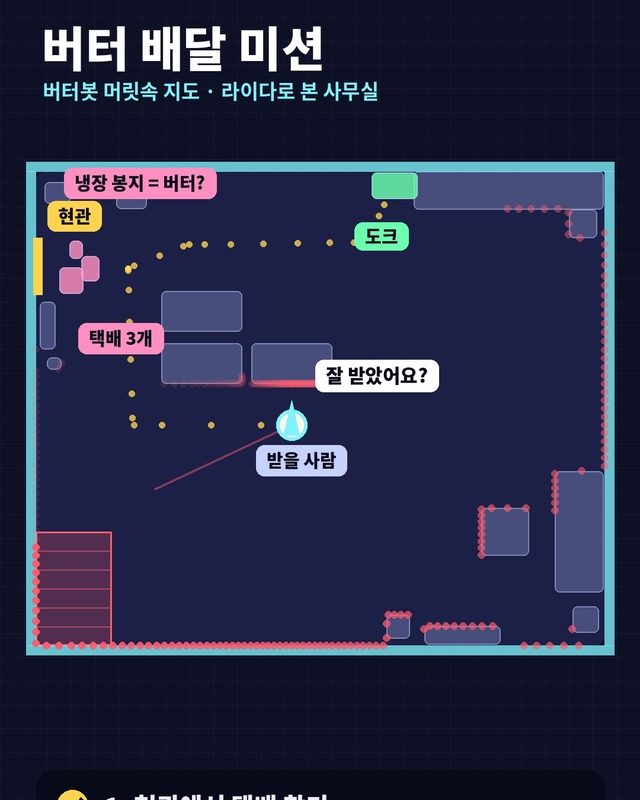 버터 배달 미션
버터봇 머릿속 지도 · 라이다로 본 사무실
냉장 봉지 = 버터?
현관
도크
택배 3개
잘 받았어요?
받을 사람